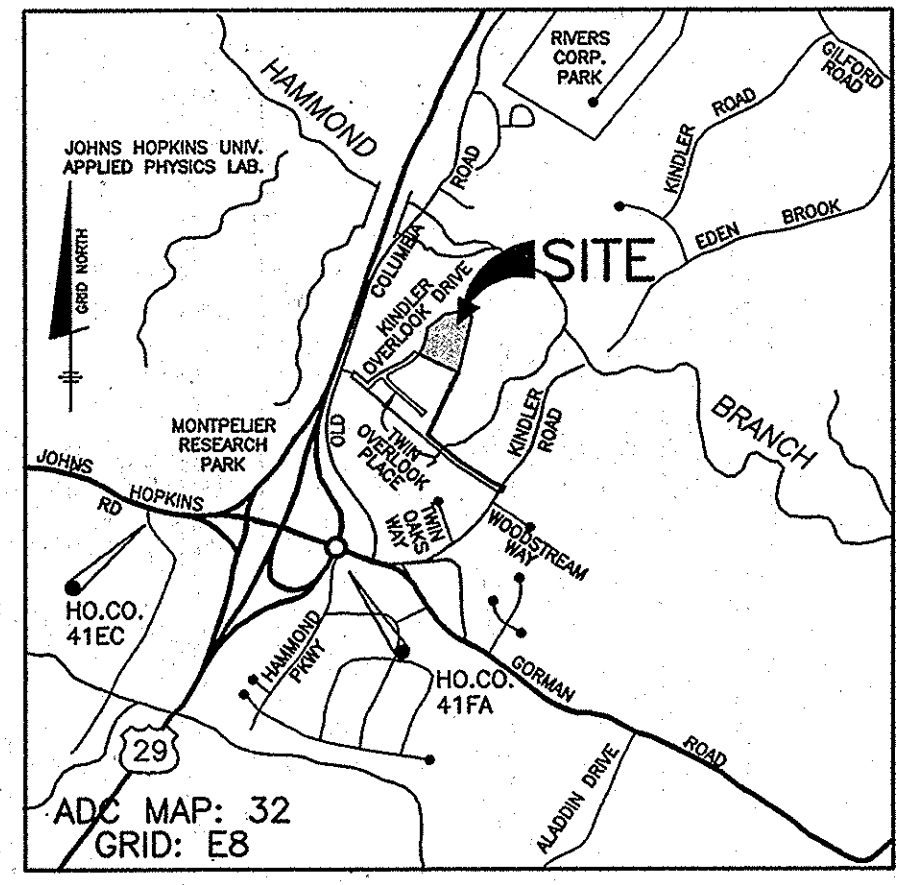 RIVERS
CORP.
PARK
GILFORD
ROAD
HAMMOND
KINDLER ROAD
JOHNS HOPKINS UNIV.
APPLIED PHYSICS LAB.
ROAD
EDEN BROOK
GRID NORTH
COLUMBIA
SITE
KINDLER
OVERLOOK DRIVE
OLD
KINDLER
ROAD
BRANCH
MONTPELIER
RESEARCH
PARK
TWIN
OVERLOOK
PLACE
JOHNS HOPKINS
RD
TWIN
OAKS
WAY
WOODSTREAM
WAY
HO.CO.
41EC
HAMMOND
PKWY
HO.CO.
41FA
GORMAN ROAD
29
ALADDIN DRIVE
ADC MAP: 32
GRID: E8